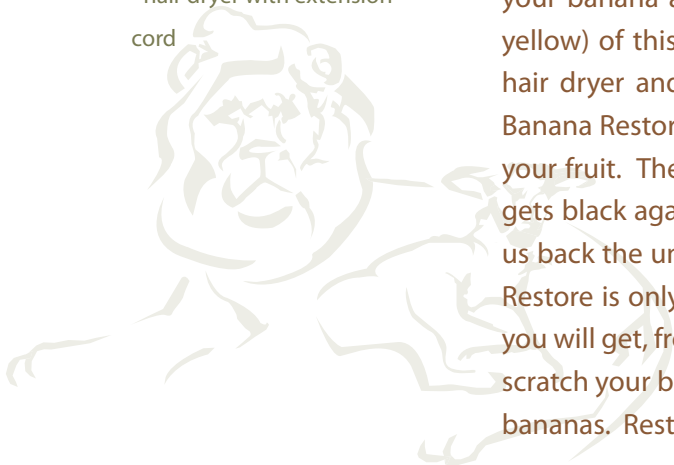 hair dryer with extension
cord
your banana a
yellow) of this
hair dryer and
Banana Restor
your fruit. The
gets black aga
us back the un
Restore is only
you will get, fr
scratch your b
bananas. Rest